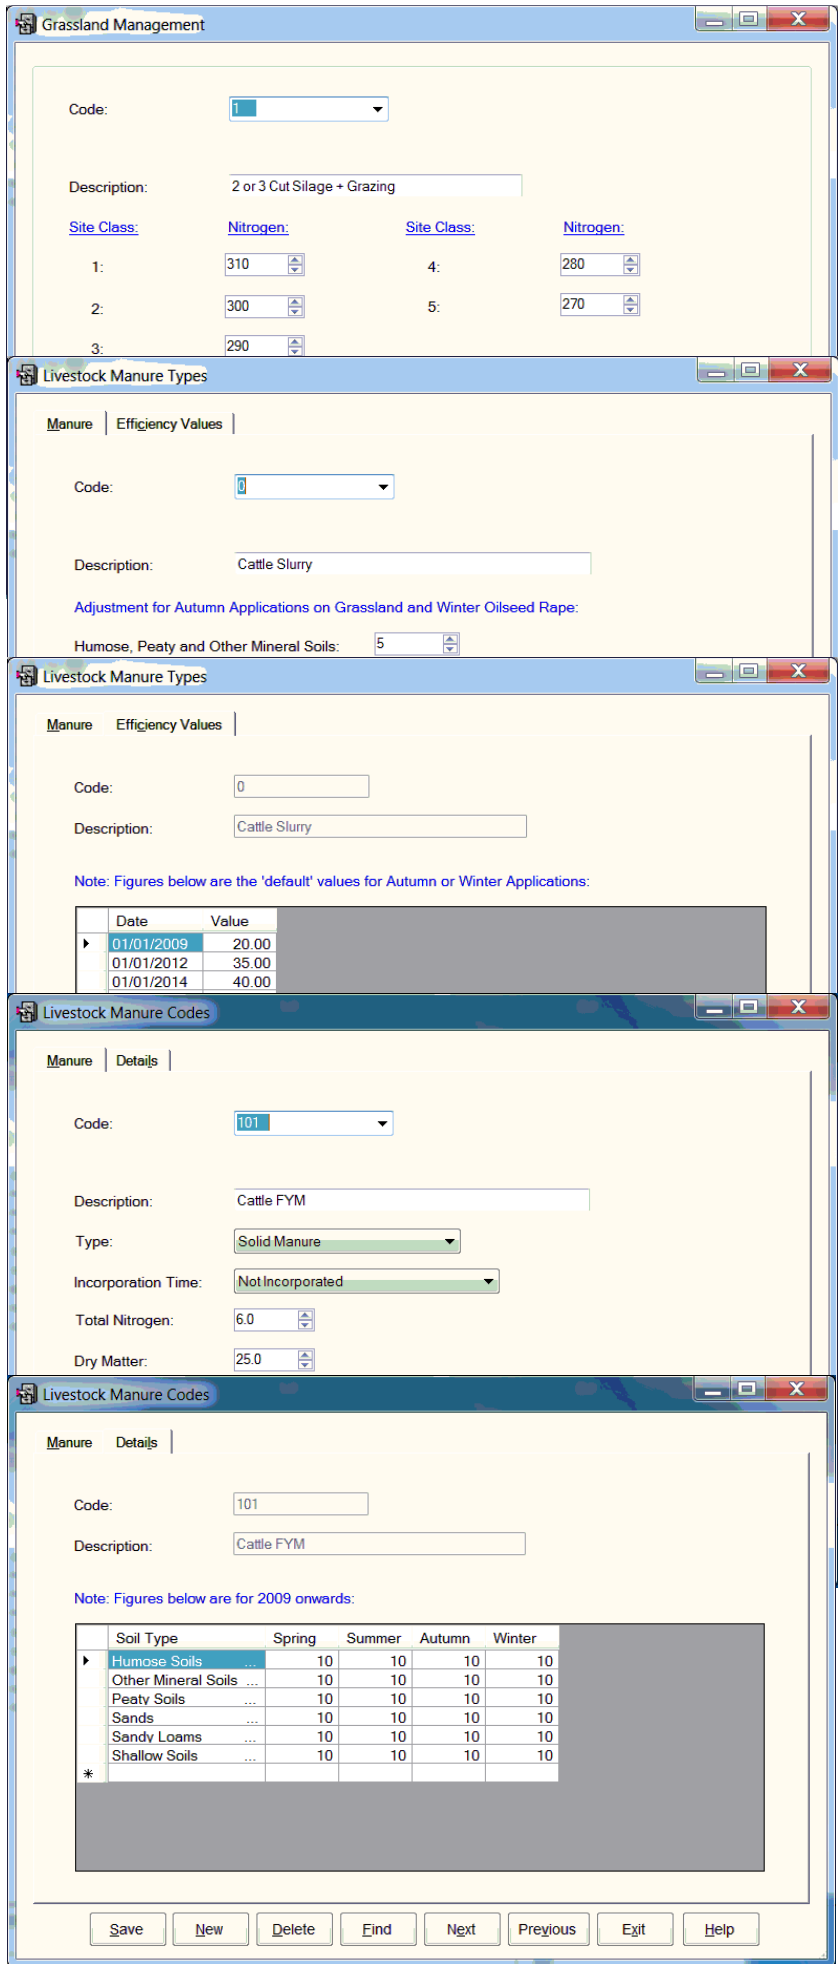 Grassland Management
Code: 1
Description: 2 or 3 Cut Silage + Grazing
Site Class: Nitrogen: Site Class: Nitrogen:
1: 310 4: 280
2: 300 5: 270
3: 290
Livestock Manure Types
Manure Efficiency Values
Code: 0
Description: Cattle Slurry
Adjustment for Autumn Applications on Grassland and Winter Oilseed Rape:
Humose, Peaty and Other Mineral Soils: 5
Livestock Manure Types
Manure Efficiency Values
Code: 0
Description: Cattle Slurry
Note: Figures below are the 'default' values for Autumn or Winter Applications:
Date Value
01/01/2009 20.00
01/01/2012 35.00
01/01/2014 40.00
Livestock Manure Codes
Manure Details
Code: 101
Description: Cattle FYM
Type: Solid Manure
Incorporation Time: Not Incorporated
Total Nitrogen: 6.0
Dry Matter: 25.0
Livestock Manure Codes
Manure Details
Code: 101
Description: Cattle FYM
Note: Figures below are for 2009 onwards:
Soil Type Spring Summer Autumn Winter
Humose Soils ... 10 10 10 10
Other Mineral Soils ... 10 10 10 10
Peaty Soils ... 10 10 10 10
Sands ... 10 10 10 10
Sandy Loams ... 10 10 10 10
Shallow Soils ... 10 10 10 10
Save New Delete Find Next Previous Exit Help